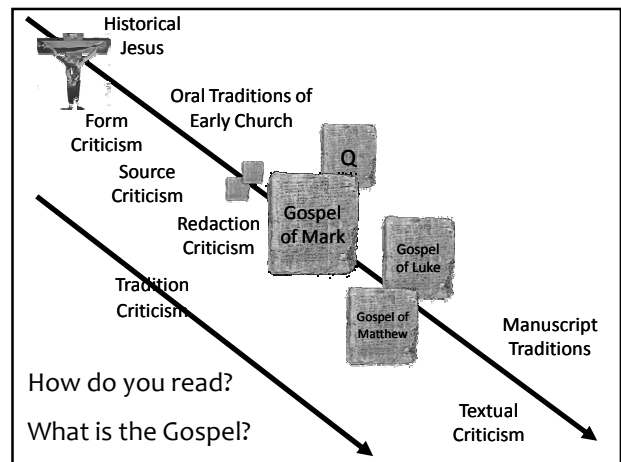 Historical
Jesus
Oral Traditions of
Early Church
Form
Criticism
Source
Criticism
Q
Redaction
Criticism
Gospel
of Mark
Gospel
of Luke
Tradition
Criticism
Gospel of
Matthew
Manuscript
Traditions
How do you read?
What is the Gospel?
Textual
Criticism